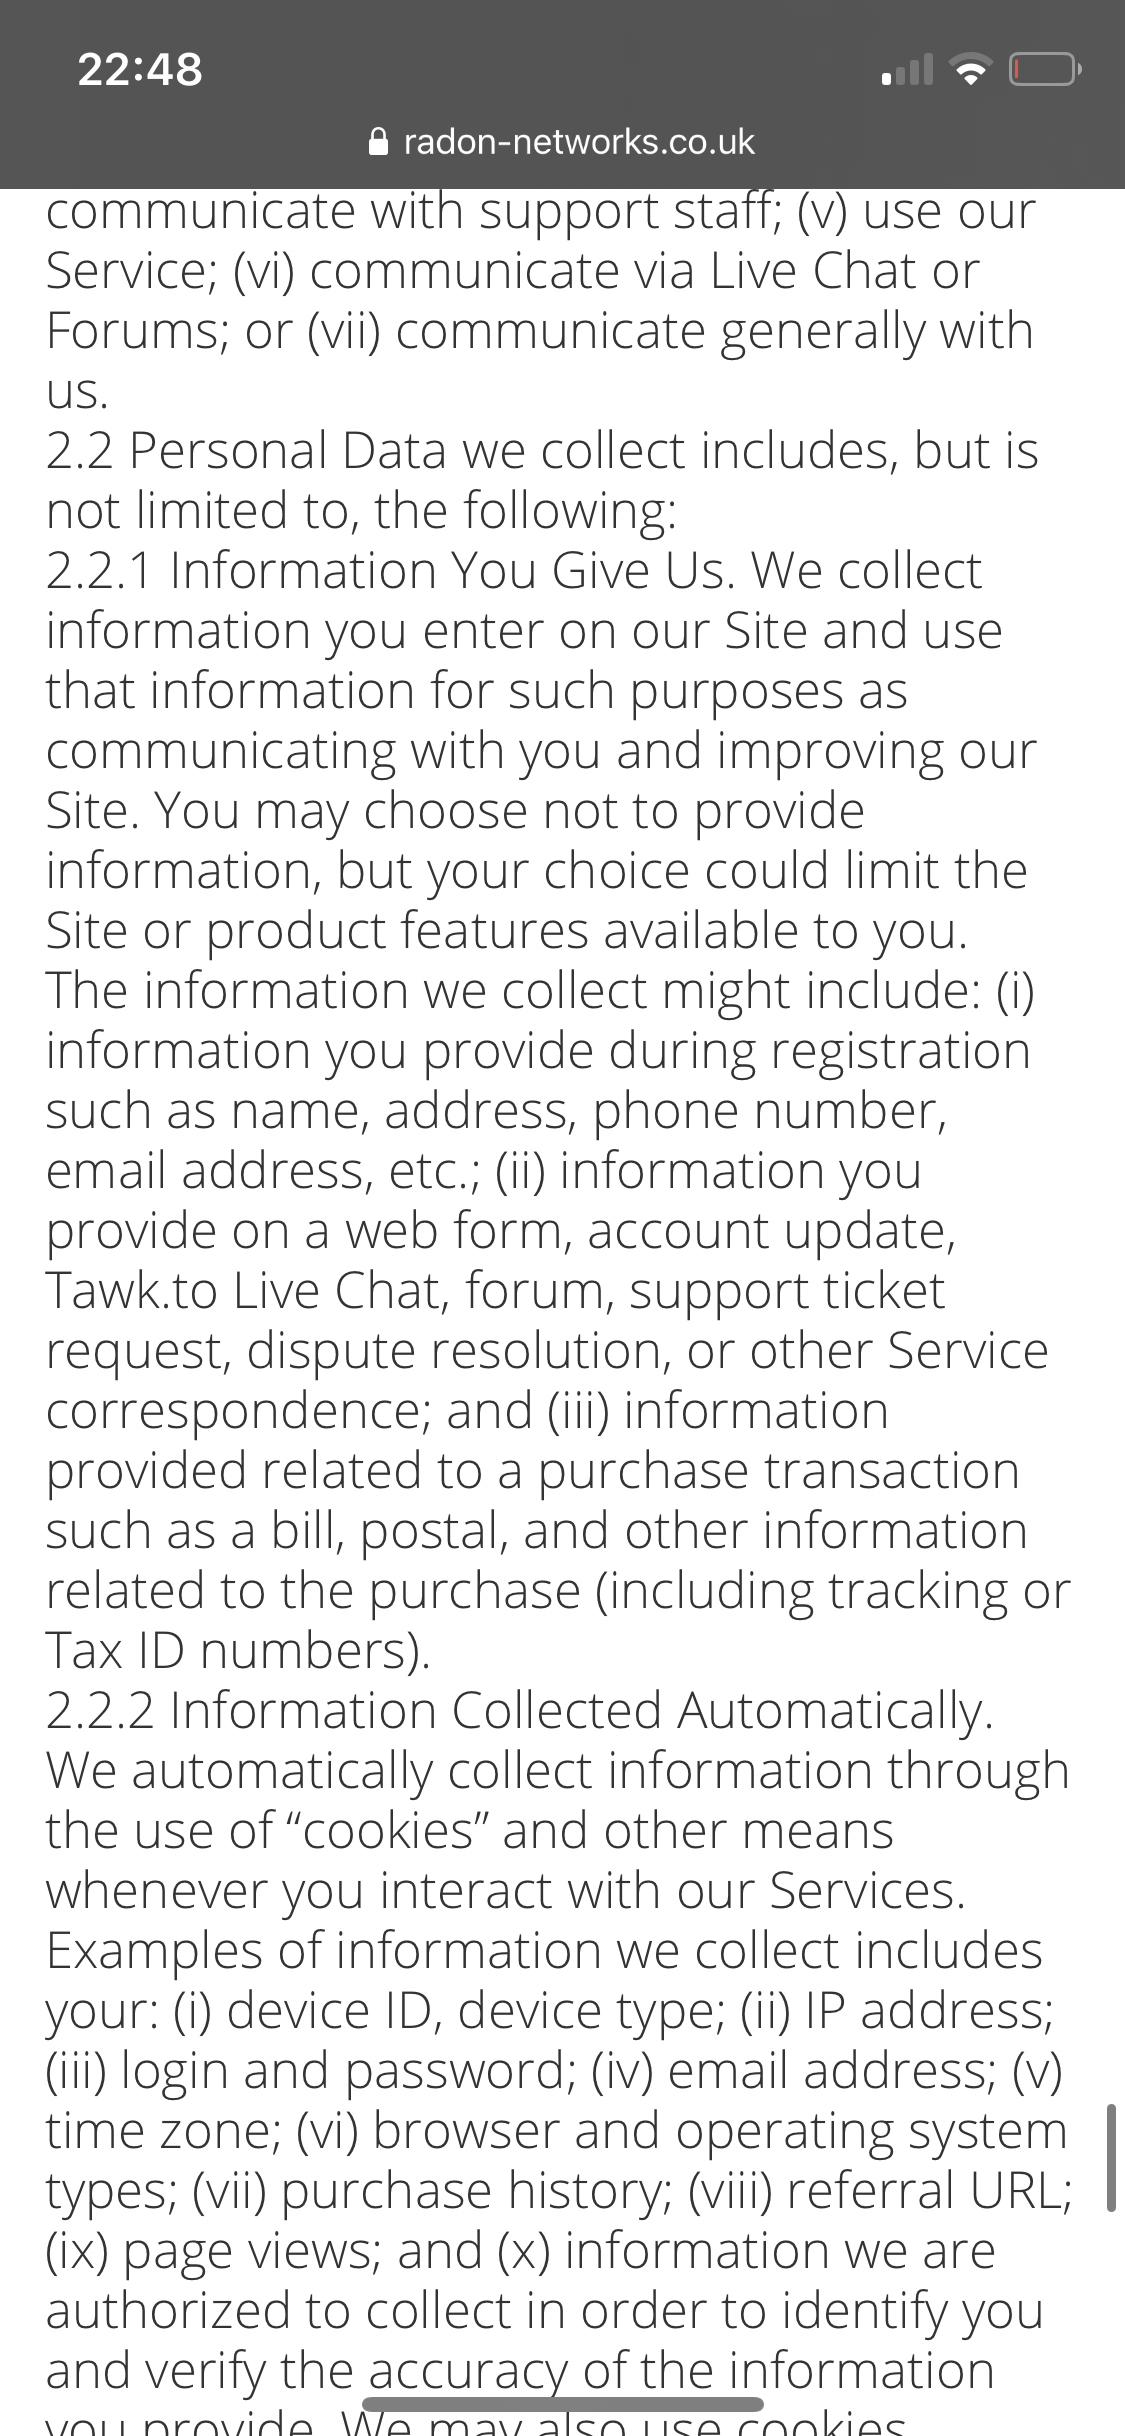 22:48
radon-networks.co.uk
communicate with support staff; (v) use our
Service; (vi) communicate via Live Chat or
Forums; or (vii) communicate generally with
us.
2.2 Personal Data we collect includes, but is
not limited to, the following:
2.2.1 Information You Give Us. We collect
information you enter on our Site and use
that information for such purposes as
communicating with you and improving our
Site. You may choose not to provide
information, but your choice could limit the
Site or product features available to you.
The information we collect might include: (i)
information you provide during registration
such as name, address, phone number,
email address, etc.; (ii) information you
provide on a web form, account update,
Tawk.to Live Chat, forum, support ticket
request, dispute resolution, or other Service
correspondence; and (iii) information
provided related to a purchase transaction
such as a bill, postal, and other information
related to the purchase (including tracking or
Tax ID numbers).
2.2.2 Information Collected Automatically.
We automatically collect information through
the use of “cookies” and other means
whenever you interact with our Services.
Examples of information we collect includes
your: (i) device ID, device type; (ii) IP address;
(iii) login and password; (iv) email address; (v)
time zone; (vi) browser and operating system
types; (vii) purchase history; (viii) referral URL;
(ix) page views; and (x) information we are
authorized to collect in order to identify you
and verify the accuracy of the information
you provide. We may also use cookies